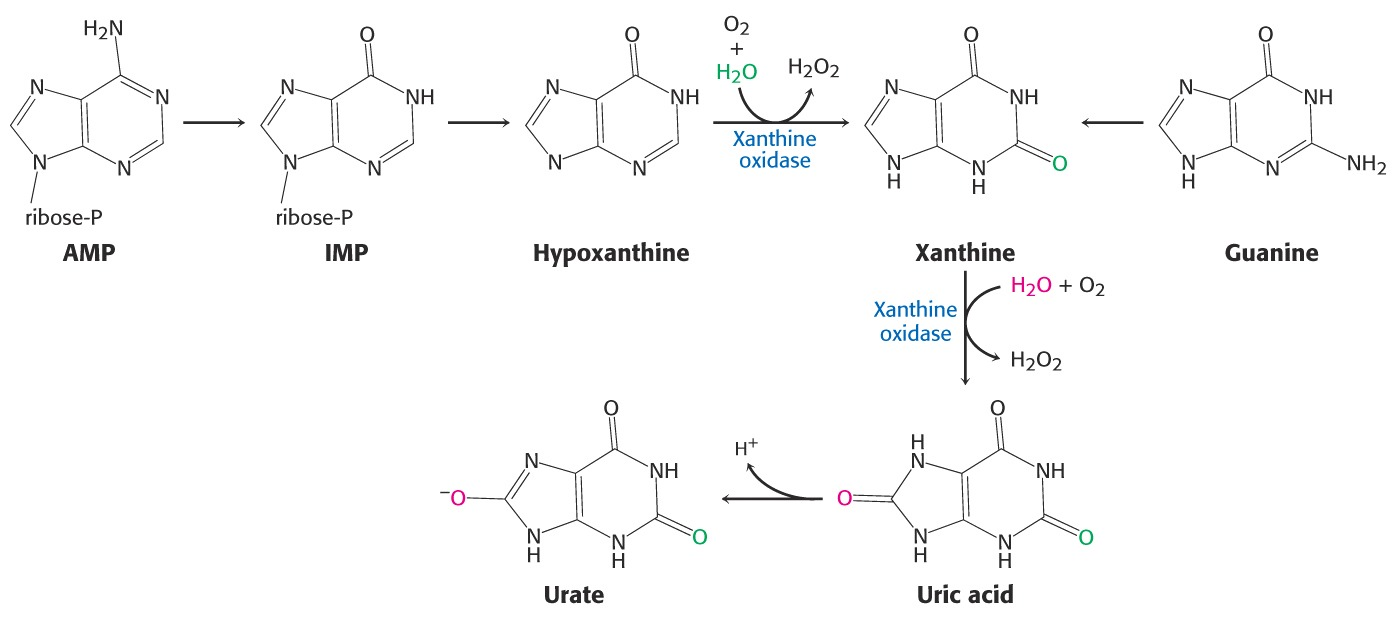 H₂N
N
N
N
N
ribose-P
AMP
O
N
NH
N
N
ribose-P
IMP
O
N
NH
N
N
Hypoxanthine
O₂
+
H₂O
H₂O₂
Xanthine
oxidase
O
N
NH
N
H
N
H
O
Xanthine
O
N
NH
N
H
N
NH₂
Guanine
H₂O + O₂
Xanthine
oxidase
H₂O₂
O
N
NH
⁻O
N
H
N
H
O
Urate
H⁺
O
H
N
NH
O
N
H
N
H
O
Uric acid